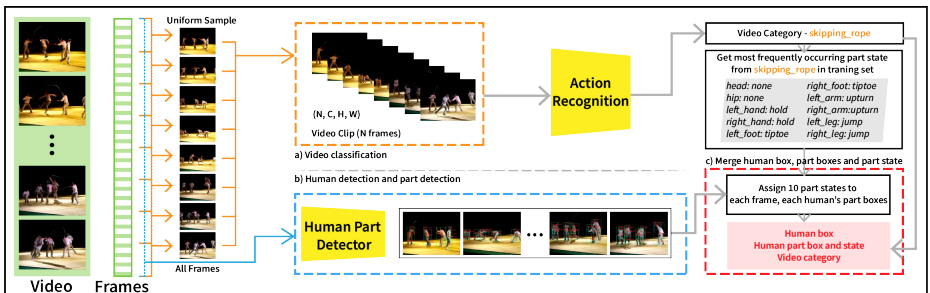 Uniform Sample
Video Category - skipping_rope
Get most frequently occurring part state
from skipping_rope in traning set
head: none
right_foot: tiptoe
hip: none
left_arm: upturn
left_hand: hold
right_arm:upturn
right_hand: hold
left_leg: jump
left_foot: tiptoe
right_leg: jump
Action
Recognition
(N, C, H, W)
Video Clip (N frames)
a) Video classification
b) Human detection and part detection
c) Merge human box, part boxes and part state
Assign 10 part states to
each frame, each human's part boxes
Human Part
Detector
Human box
Human part box and state
Video category
All Frames
Video
Frames